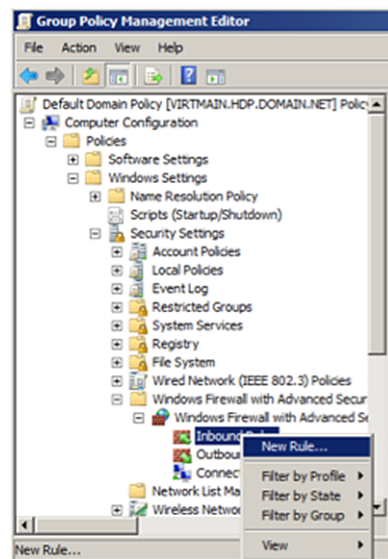 Group Policy Management Editor
File Action View Help
Default Domain Policy [VIRTMAIN.HDP.DOMAIN.NET] Policy
Computer Configuration
Policies
Software Settings
Windows Settings
Name Resolution Policy
Scripts (Startup/Shutdown)
Security Settings
Account Policies
Local Policies
Event Log
Restricted Groups
System Services
Registry
File System
Wired Network (IEEE 802.3) Policies
Windows Firewall with Advanced Secur
Windows Firewall with Advanced Se
Inbound
New Rule...
Outbou
Connec
Filter by Profile
Network List Ma
Filter by State
Wireless Netwo
Filter by Group
View
New Rule...